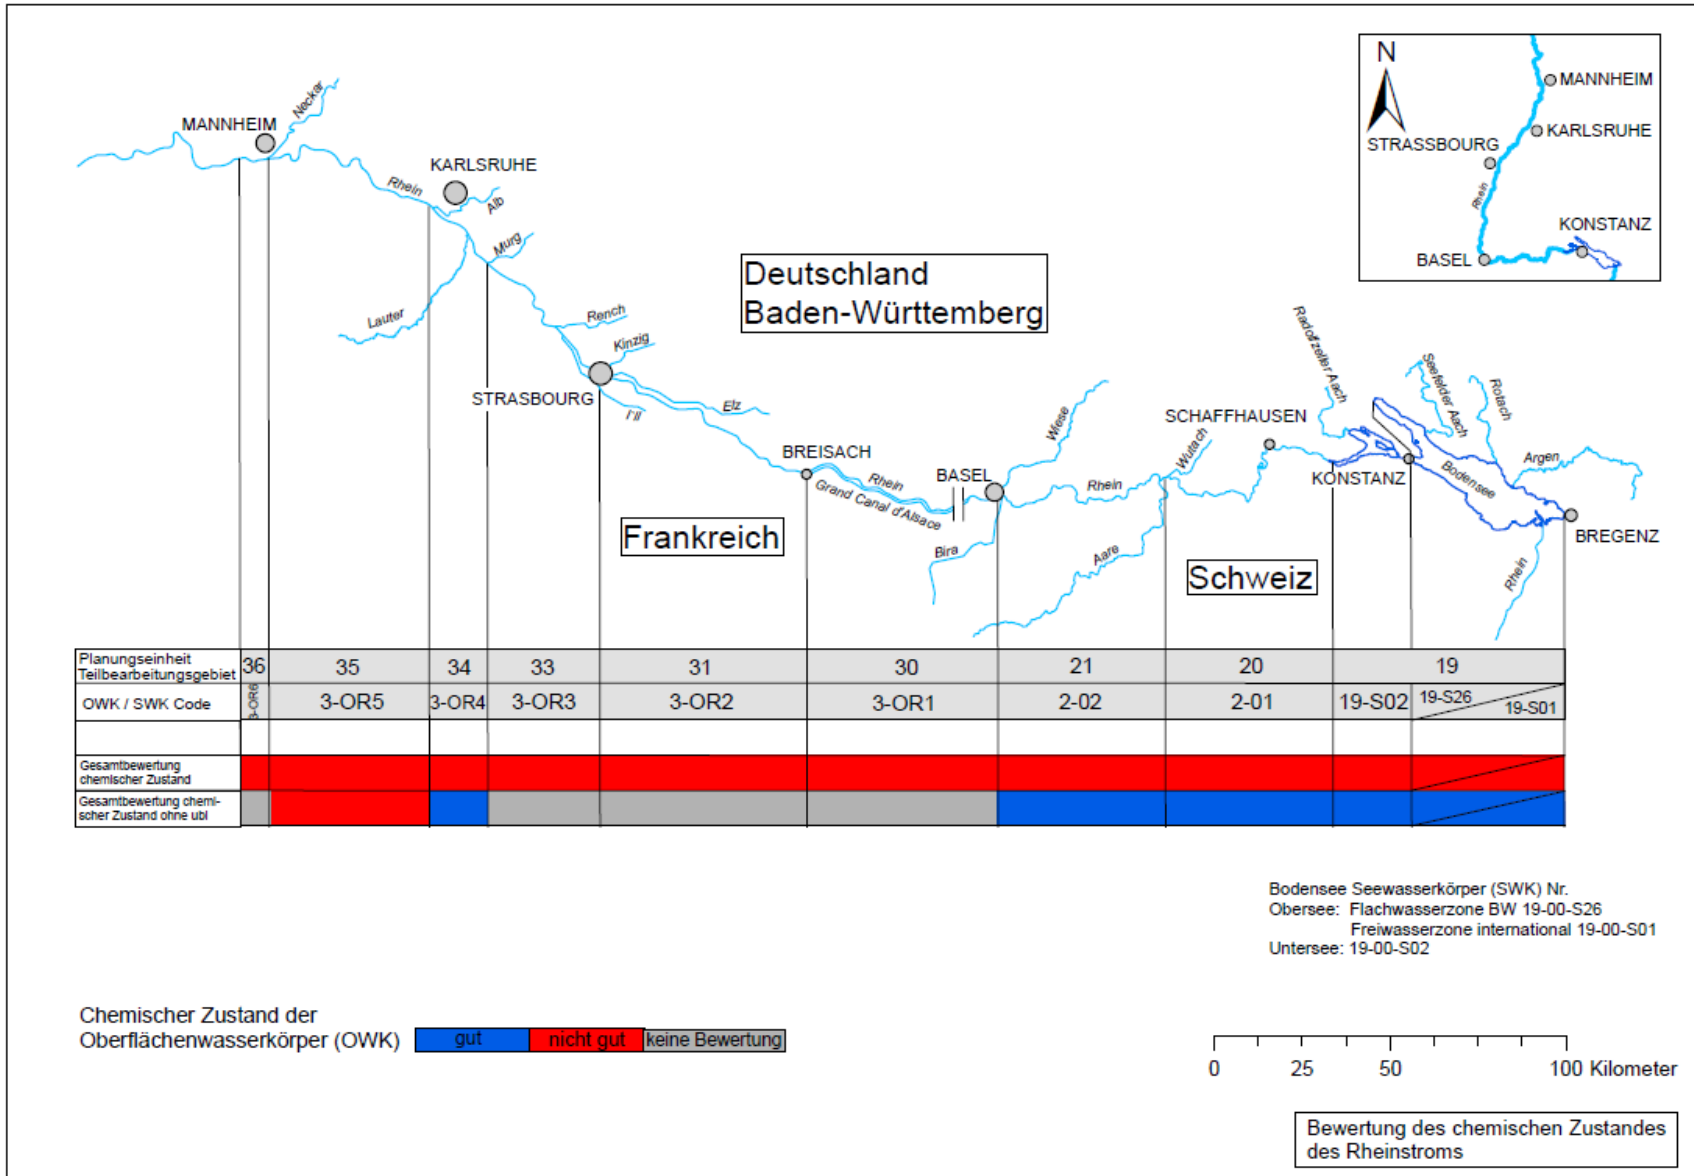 N
MANNHEIM
KARLSRUHE
STRASSBOURG
Rhein
KONSTANZ
BASEL
MANNHEIM
Neckar
KARLSRUHE
Rhein
Alb
Murg
Lauter
Deutschland
Baden-Württemberg
Rench
Kinzig
STRASBOURG
I'll
Elz
BREISACH
Rhein
Grand Canal d'Alsace
BASEL
Wiese
Bira
Rhein
Wutach
Aare
SCHAFFHAUSEN
Radolfzeller Aach
Seefelder Aach
Rotach
Argen
KONSTANZ
Bodensee
BREGENZ
Rhein
Frankreich
Schweiz
Planungseinheit
Teilbearbeitungsgebiet
36 35 34 33 31 30 21 20 19
OWK / SWK Code
3-OR6 3-OR5 3-OR4 3-OR3 3-OR2 3-OR1 2-02 2-01 19-S02 19-S26 19-S01
Gesamtbewertung
chemischer Zustand
Gesamtbewertung chemi-
scher Zustand ohne ubl
Bodensee Seewasserkörper (SWK) Nr.
Obersee: Flachwasserzone BW 19-00-S26
Freiwasserzone international 19-00-S01
Untersee: 19-00-S02
Chemischer Zustand der
Oberflächenwasserkörper (OWK)
gut nicht gut keine Bewertung
0 25 50 100 Kilometer
Bewertung des chemischen Zustandes
des Rheinstroms